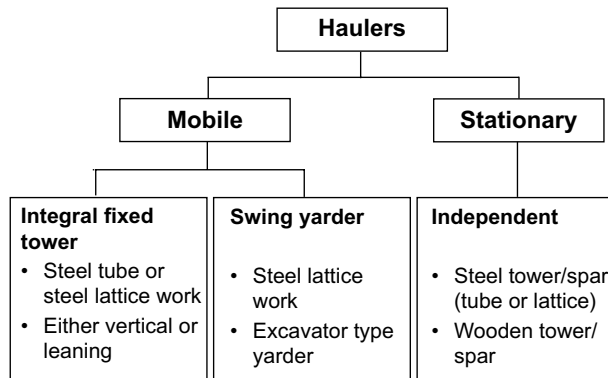 Haulers
Mobile
Stationary
Integral fixed
tower
• Steel tube or
steel lattice work
• Either vertical or
leaning
Swing yarder
• Steel lattice
work
• Excavator type
yarder
Independent
• Steel tower/spar
(tube or lattice)
• Wooden tower/
spar